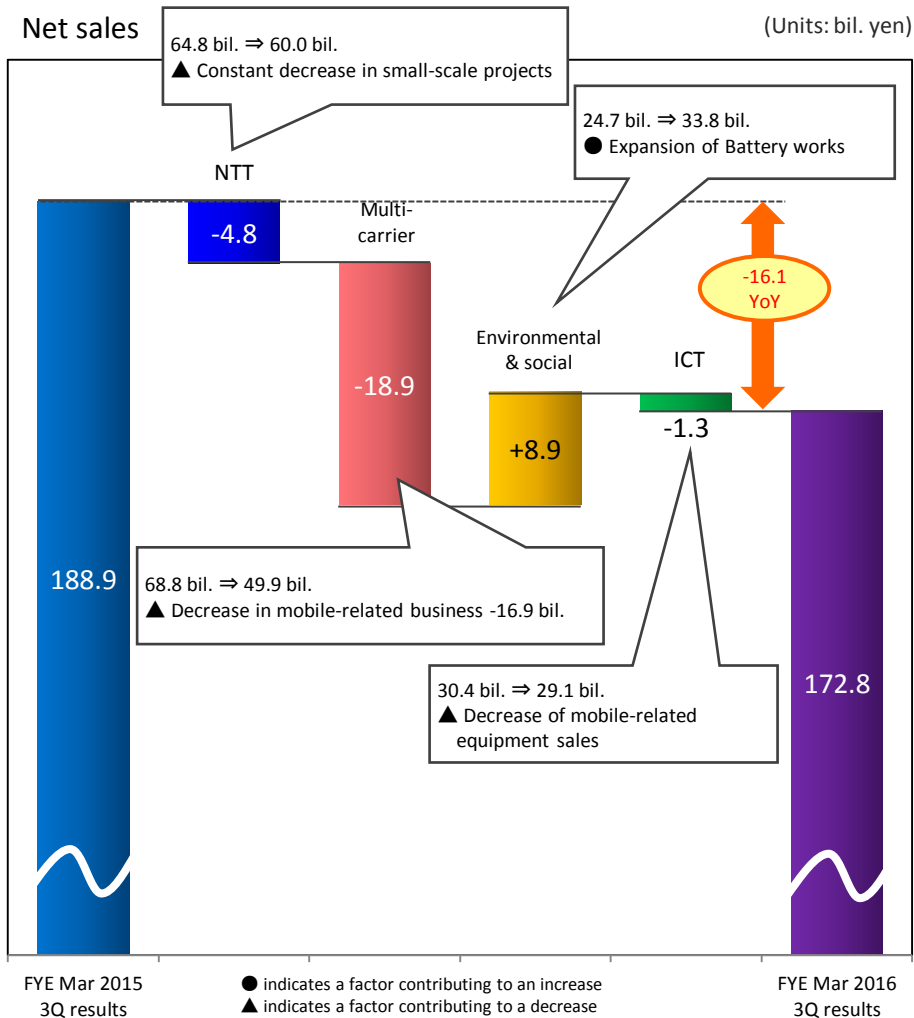 Net sales
(Units: bil. yen)
64.8 bil. ⇒ 60.0 bil.
▲ Constant decrease in small-scale projects
24.7 bil. ⇒ 33.8 bil.
● Expansion of Battery works
NTT
-4.8
Multi-
carrier
-18.9
Environmental
& social
+8.9
ICT
-1.3
-16.1
YoY
188.9
68.8 bil. ⇒ 49.9 bil.
▲ Decrease in mobile-related business -16.9 bil.
30.4 bil. ⇒ 29.1 bil.
▲ Decrease of mobile-related
equipment sales
172.8
FYE Mar 2015
3Q results
● indicates a factor contributing to an increase
▲ indicates a factor contributing to a decrease
FYE Mar 2016
3Q results